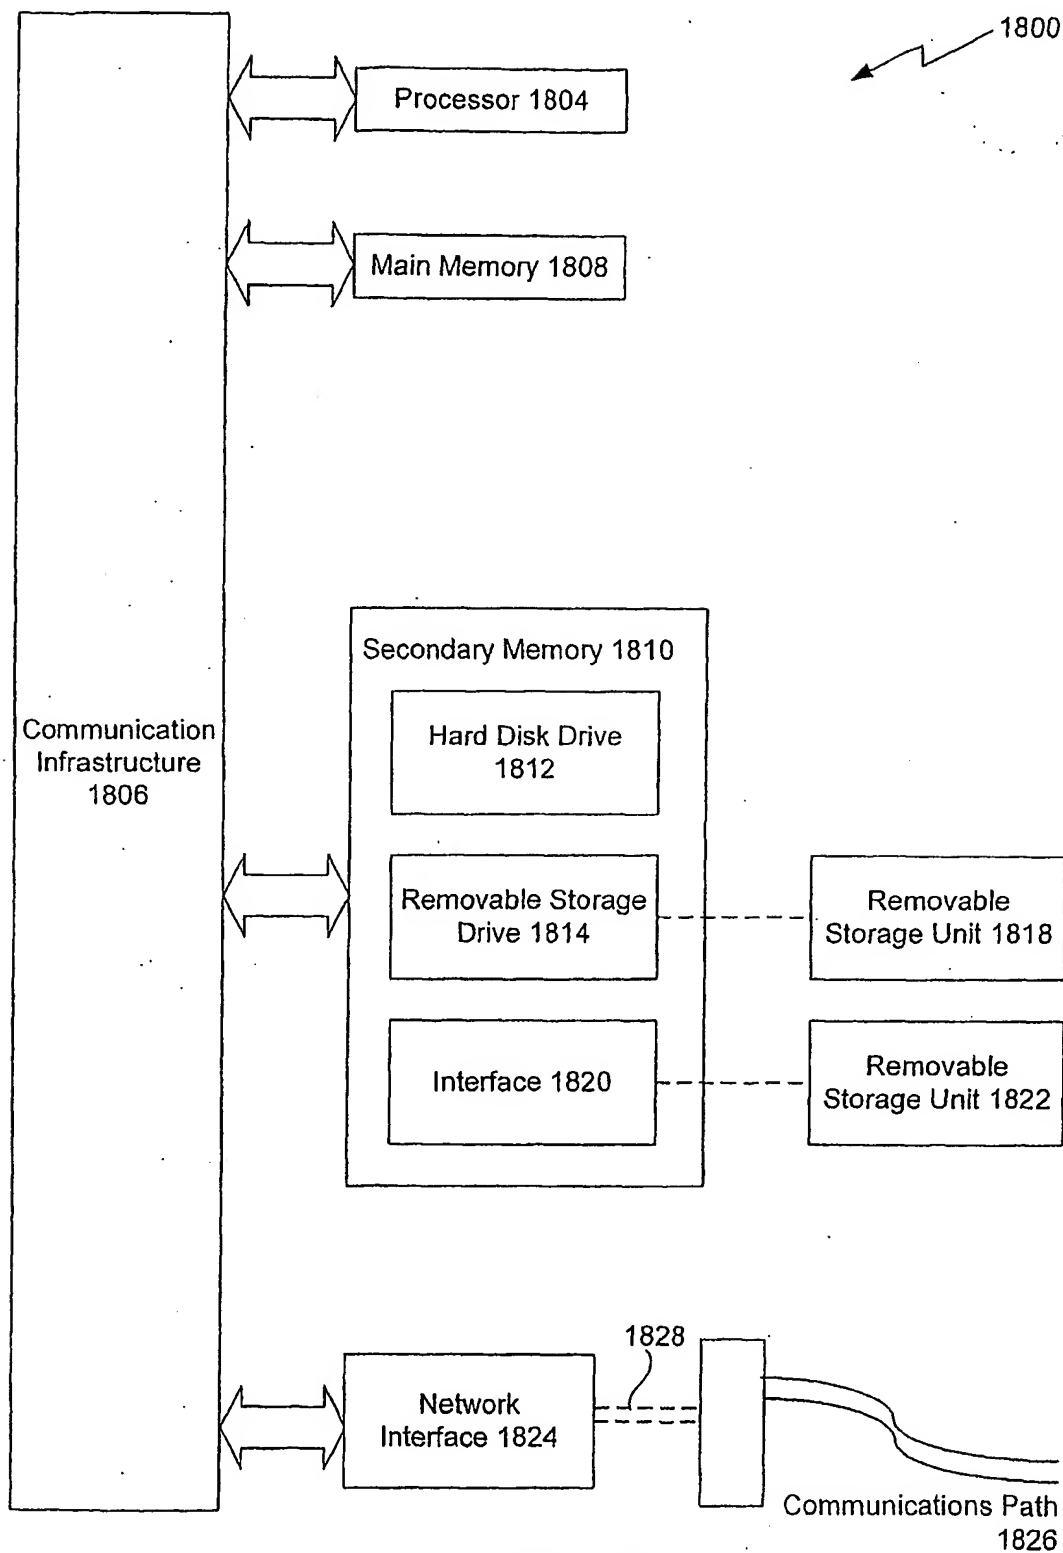 1800
Processor 1804
Main Memory 1808
Secondary Memory 1810
Hard Disk Drive
1812
Communication
Infrastructure
1806
Removable Storage
Drive 1814
Removable
Storage Unit 1818
Interface 1820
Removable
Storage Unit 1822
1828
Network
Interface 1824
Communications Path
1826